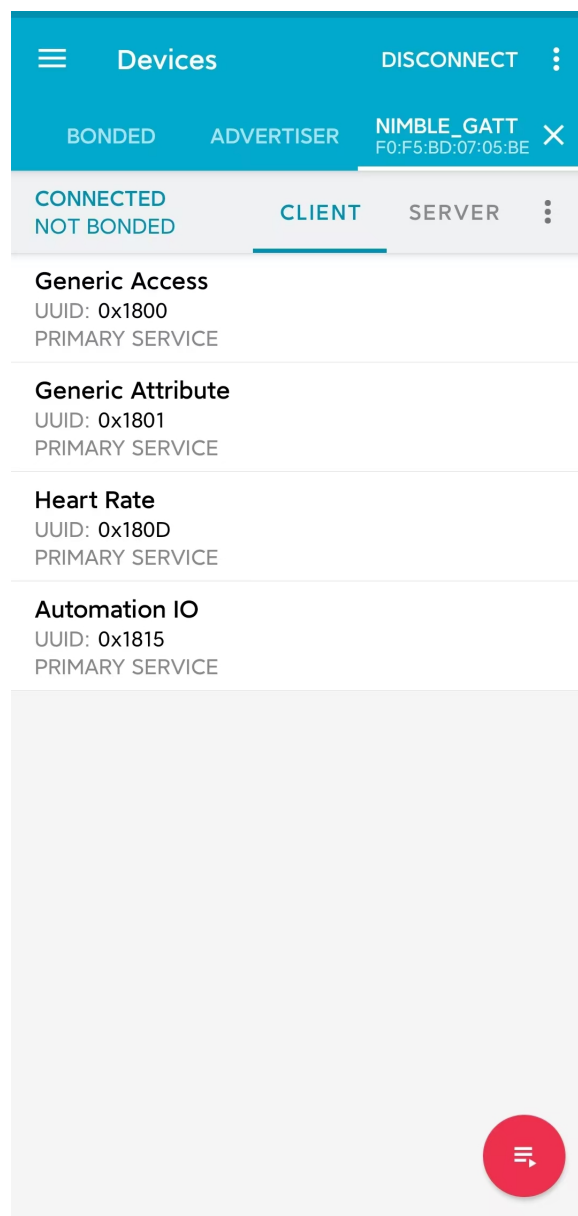 Devices
DISCONNECT
BONDED
ADVERTISER
NIMBLE_GATT
F0:F5:BD:07:05:BE
CONNECTED
NOT BONDED
CLIENT
SERVER
Generic Access
UUID: 0x1800
PRIMARY SERVICE
Generic Attribute
UUID: 0x1801
PRIMARY SERVICE
Heart Rate
UUID: 0x180D
PRIMARY SERVICE
Automation IO
UUID: 0x1815
PRIMARY SERVICE